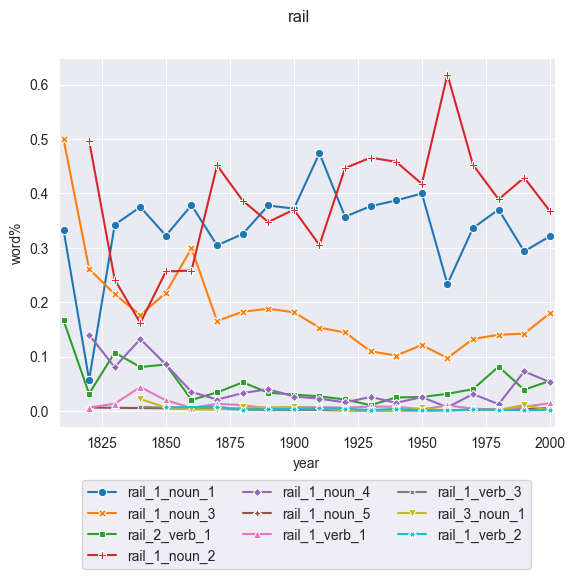 rail
0.6
0.5
0.4
0.3
0.2
0.1
0.0
word%
1825 1850 1875 1900 1925 1950 1975 2000
year
rail_1_noun_1 rail_1_noun_4 rail_1_verb_3
rail_1_noun_3 rail_1_noun_5 rail_3_noun_1
rail_2_verb_1 rail_1_verb_1 rail_1_verb_2
rail_1_noun_2